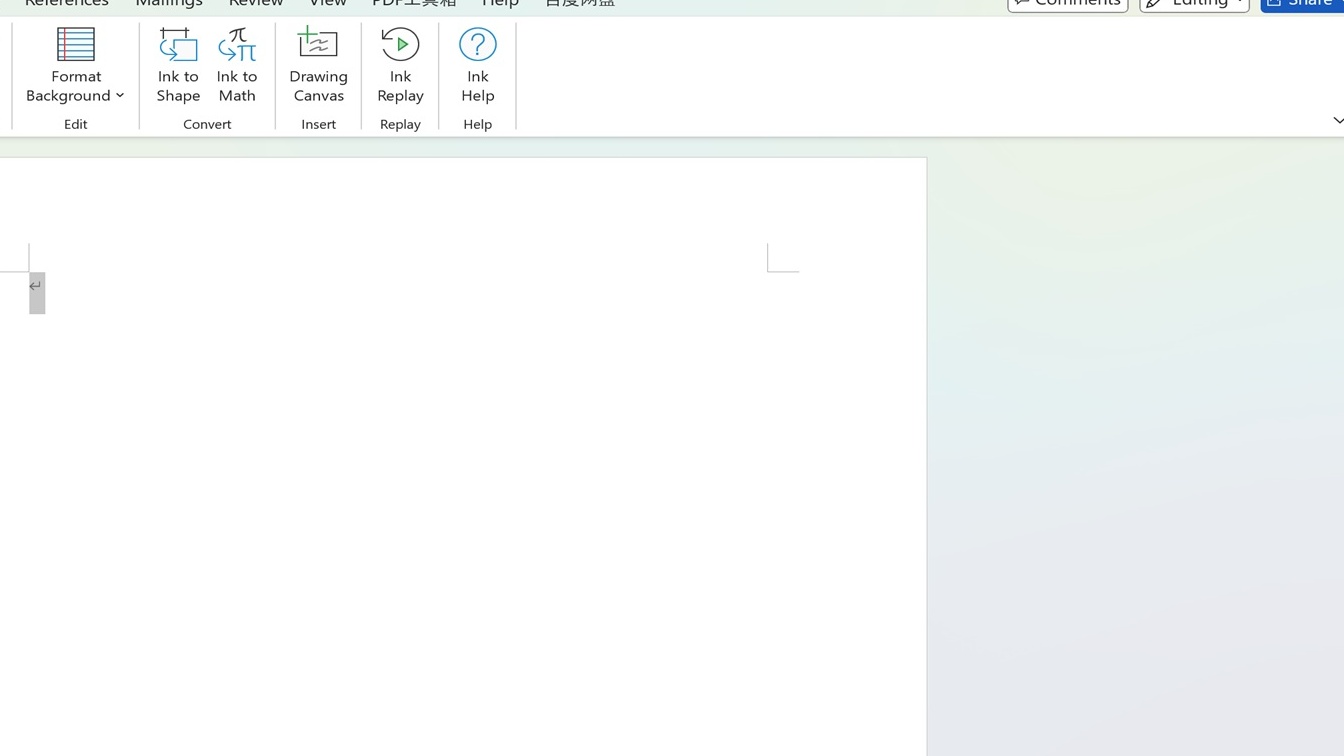 References Mailings Review View PDF工具箱 Help 百度网盘 Comments Editing Share
Format Background
Ink to Shape
Ink to Math
Drawing Canvas
Ink Replay
Ink Help
Edit Convert Insert Replay Help